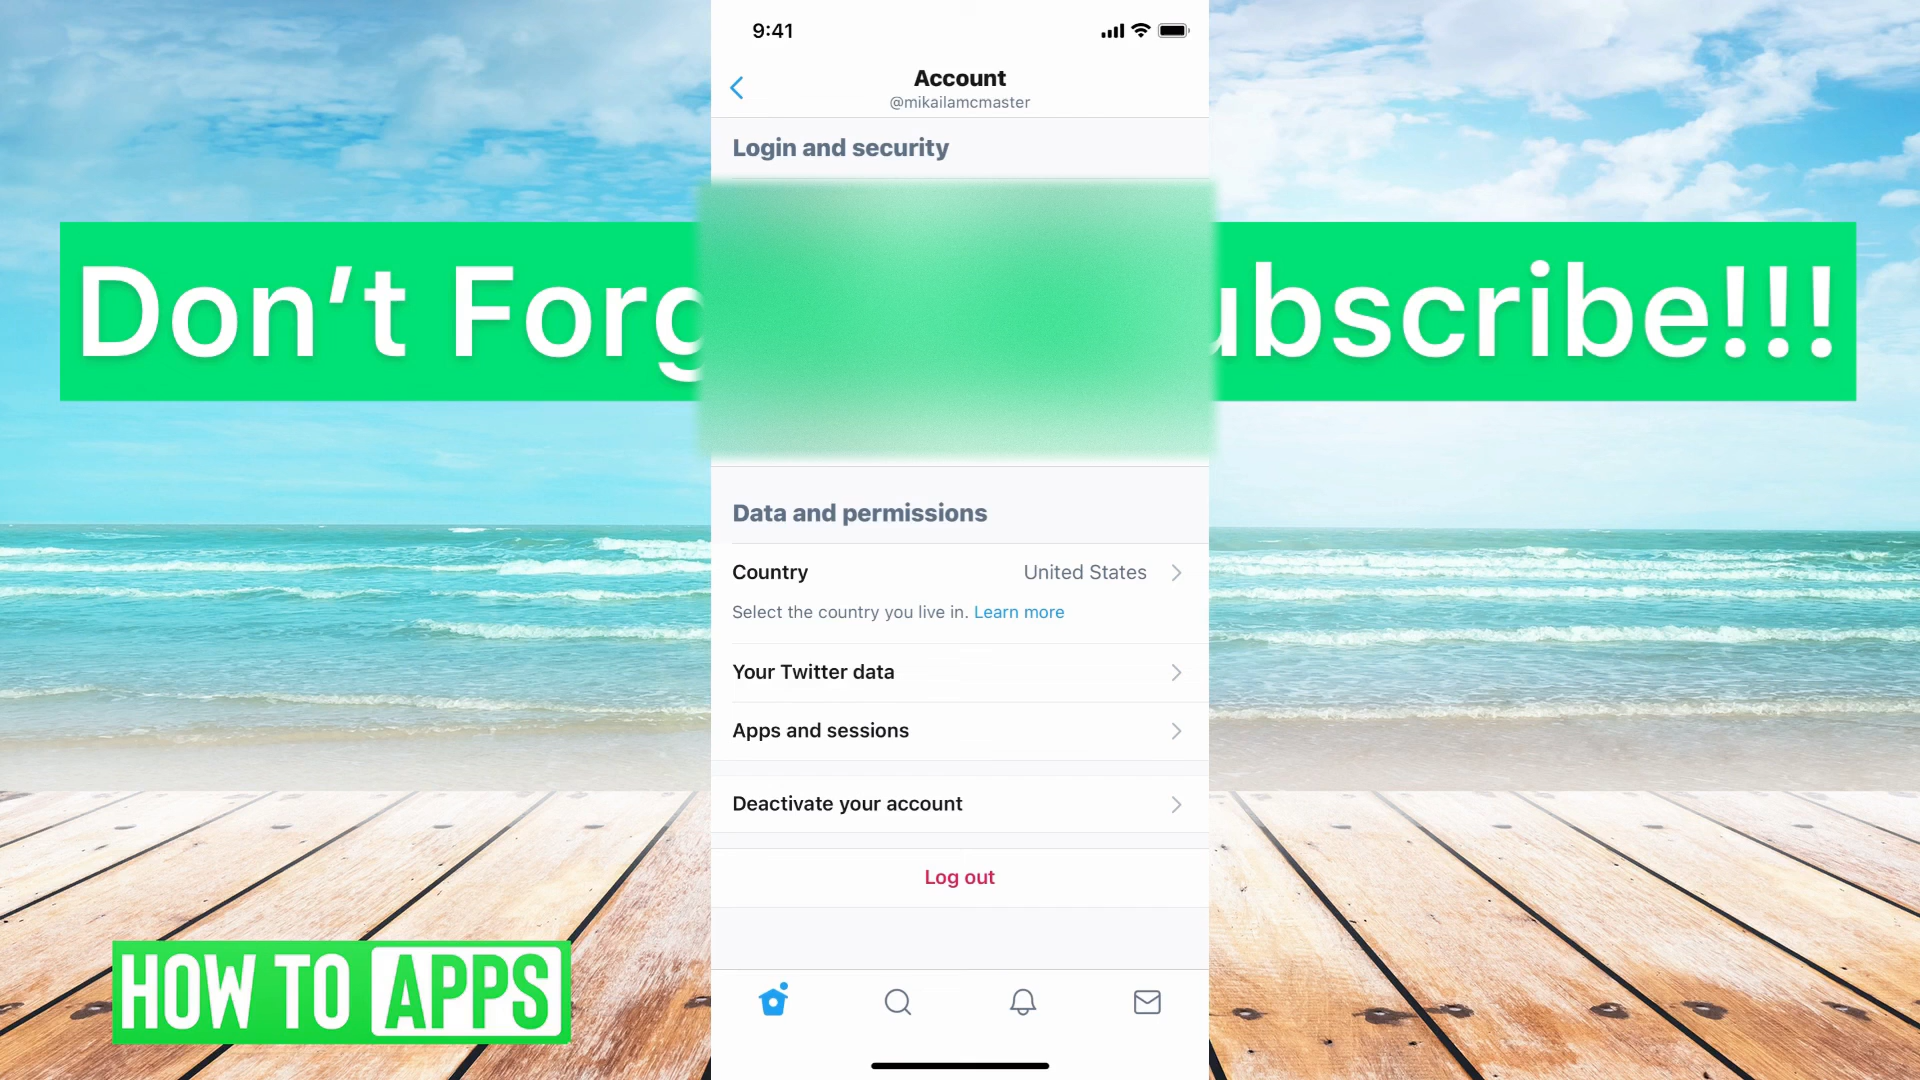 9:41
Account
@mikailamcmaster
Login and security
Don't Forg ubscribe!!!
Data and permissions
Country United States
Select the country you live in. Learn more
Your Twitter data
Apps and sessions
Deactivate your account
Log out
HOW TO APPS